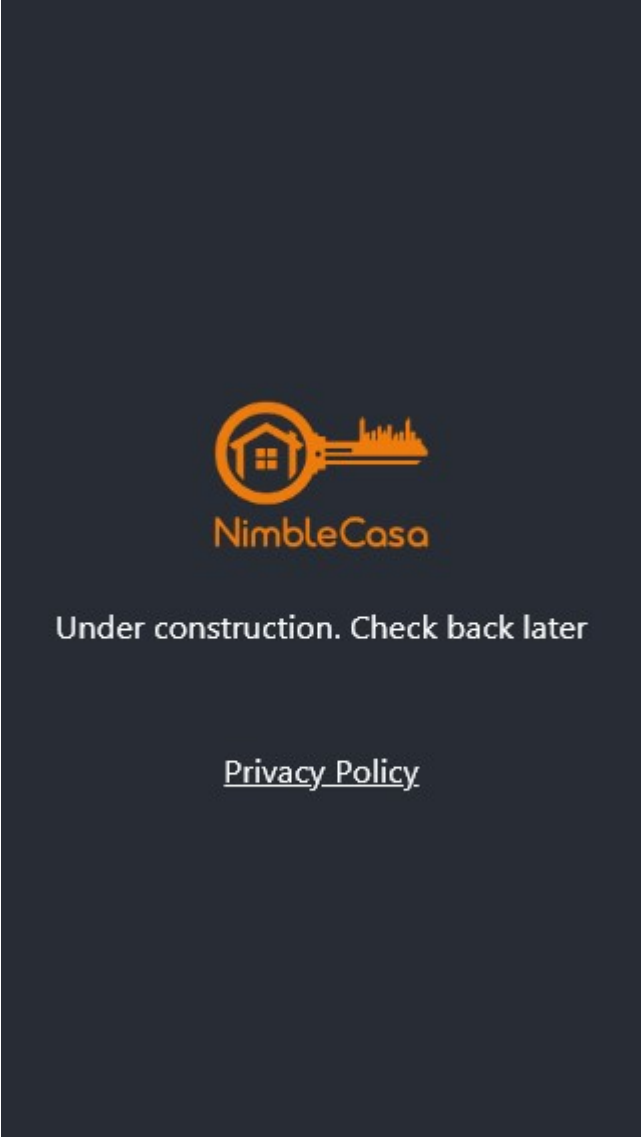 NimbleCasa
Under construction. Check back later
Privacy Policy